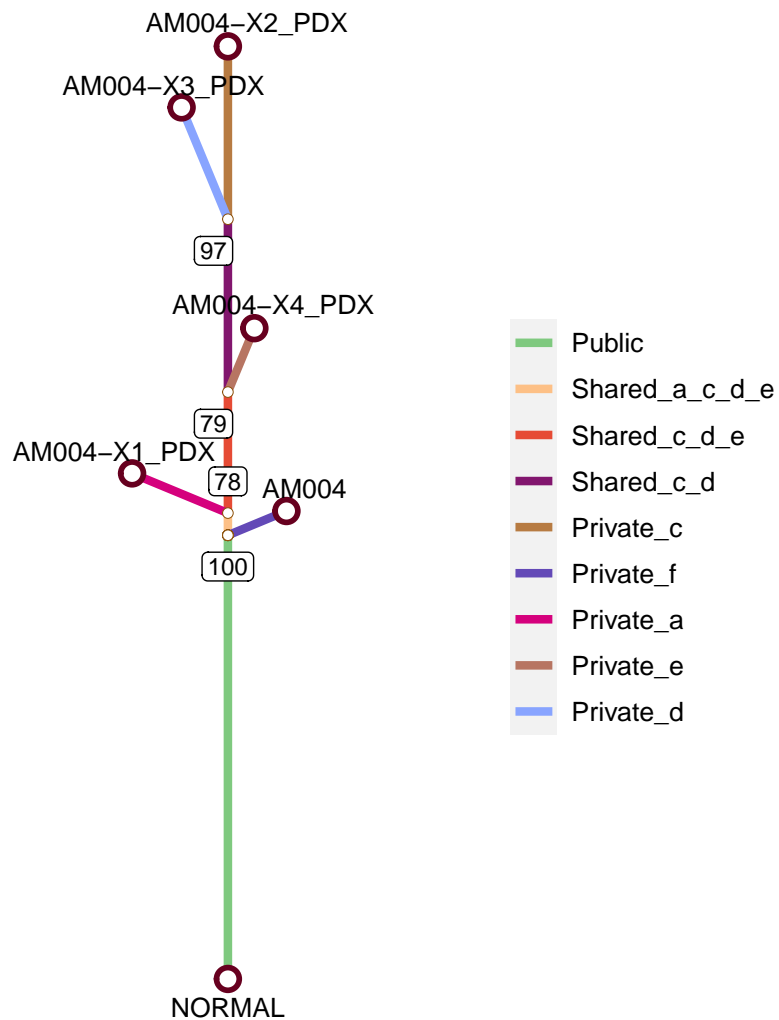 AM004−X2_PDX
AM004−X3_PDX
97
AM004−X4_PDX
79
AM004−X1_PDX
78
AM004
100
NORMAL
Public
Shared_a_c_d_e
Shared_c_d_e
Shared_c_d
Private_c
Private_f
Private_a
Private_e
Private_d